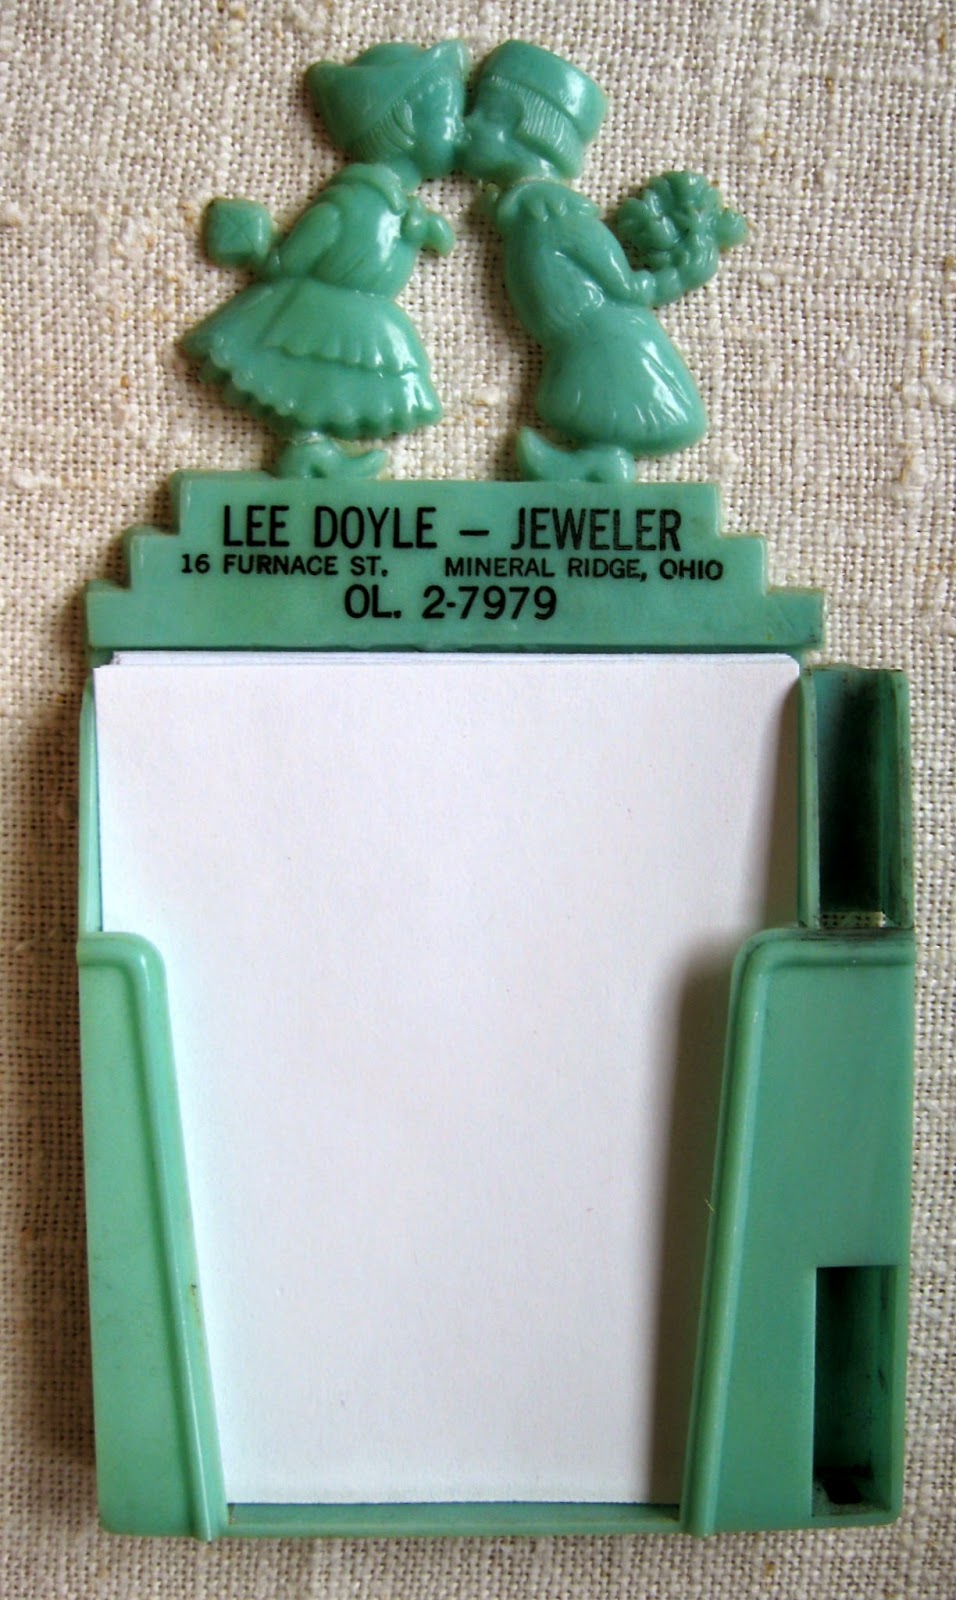 LEE DOYLE – JEWELER
16 FURNACE ST. MINERAL RIDGE, OHIO
OL. 2-7979